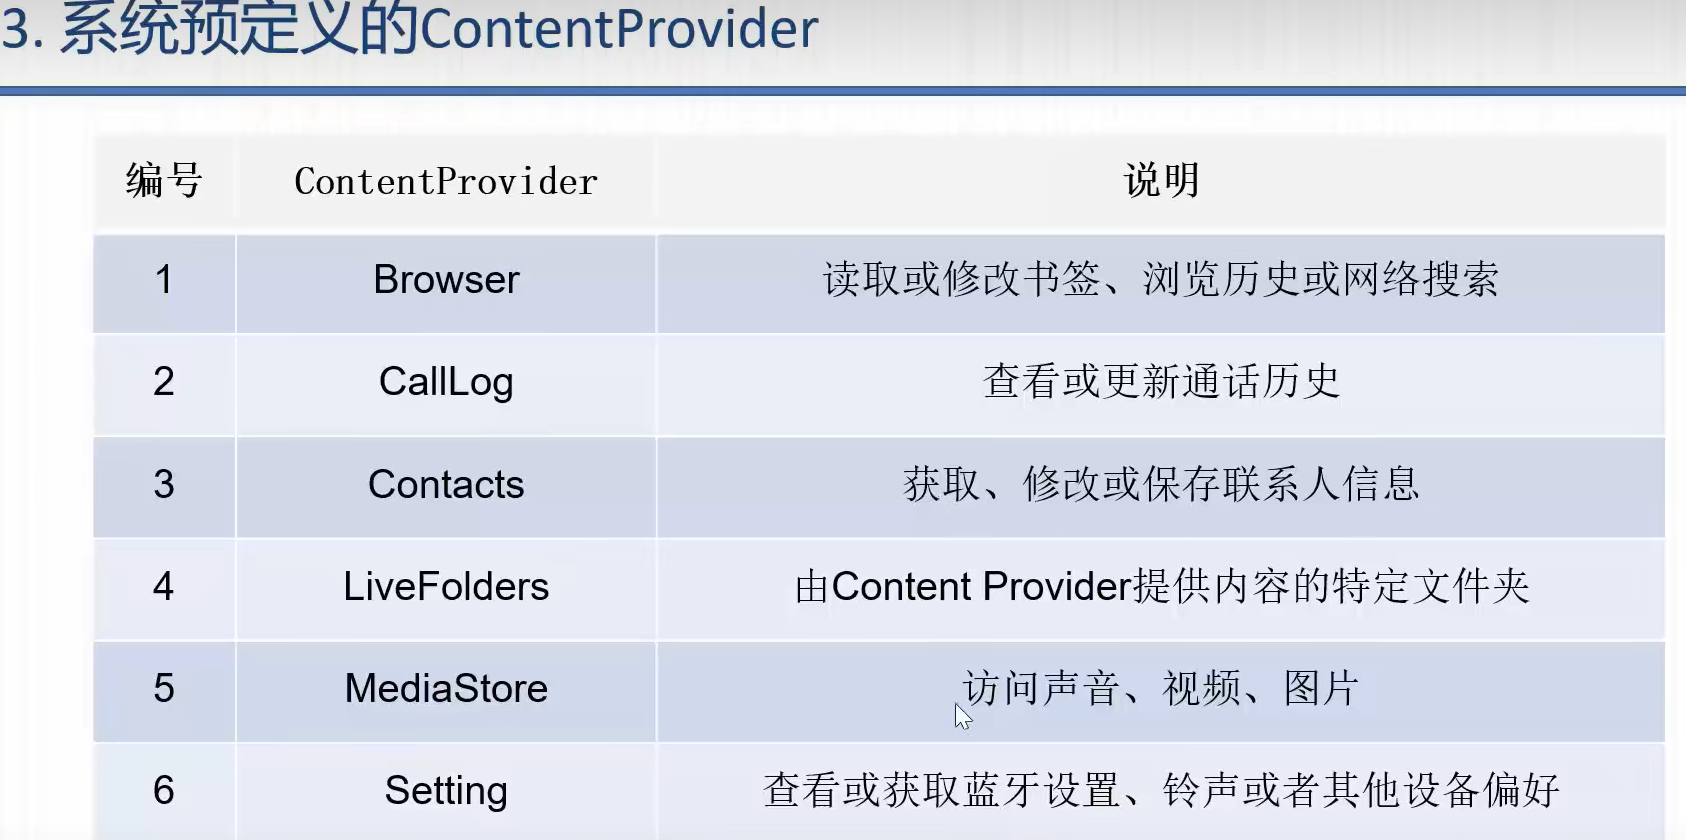 3. 系统预定义的ContentProvider
编号 ContentProvider 说明
1 Browser 读取或修改书签、浏览历史或网络搜索
2 CallLog 查看或更新通话历史
3 Contacts 获取、修改或保存联系人信息
4 LiveFolders 由Content Provider提供内容的特定文件夹
5 MediaStore 访问声音、视频、图片
6 Setting 查看或获取蓝牙设置、铃声或者其他设备偏好